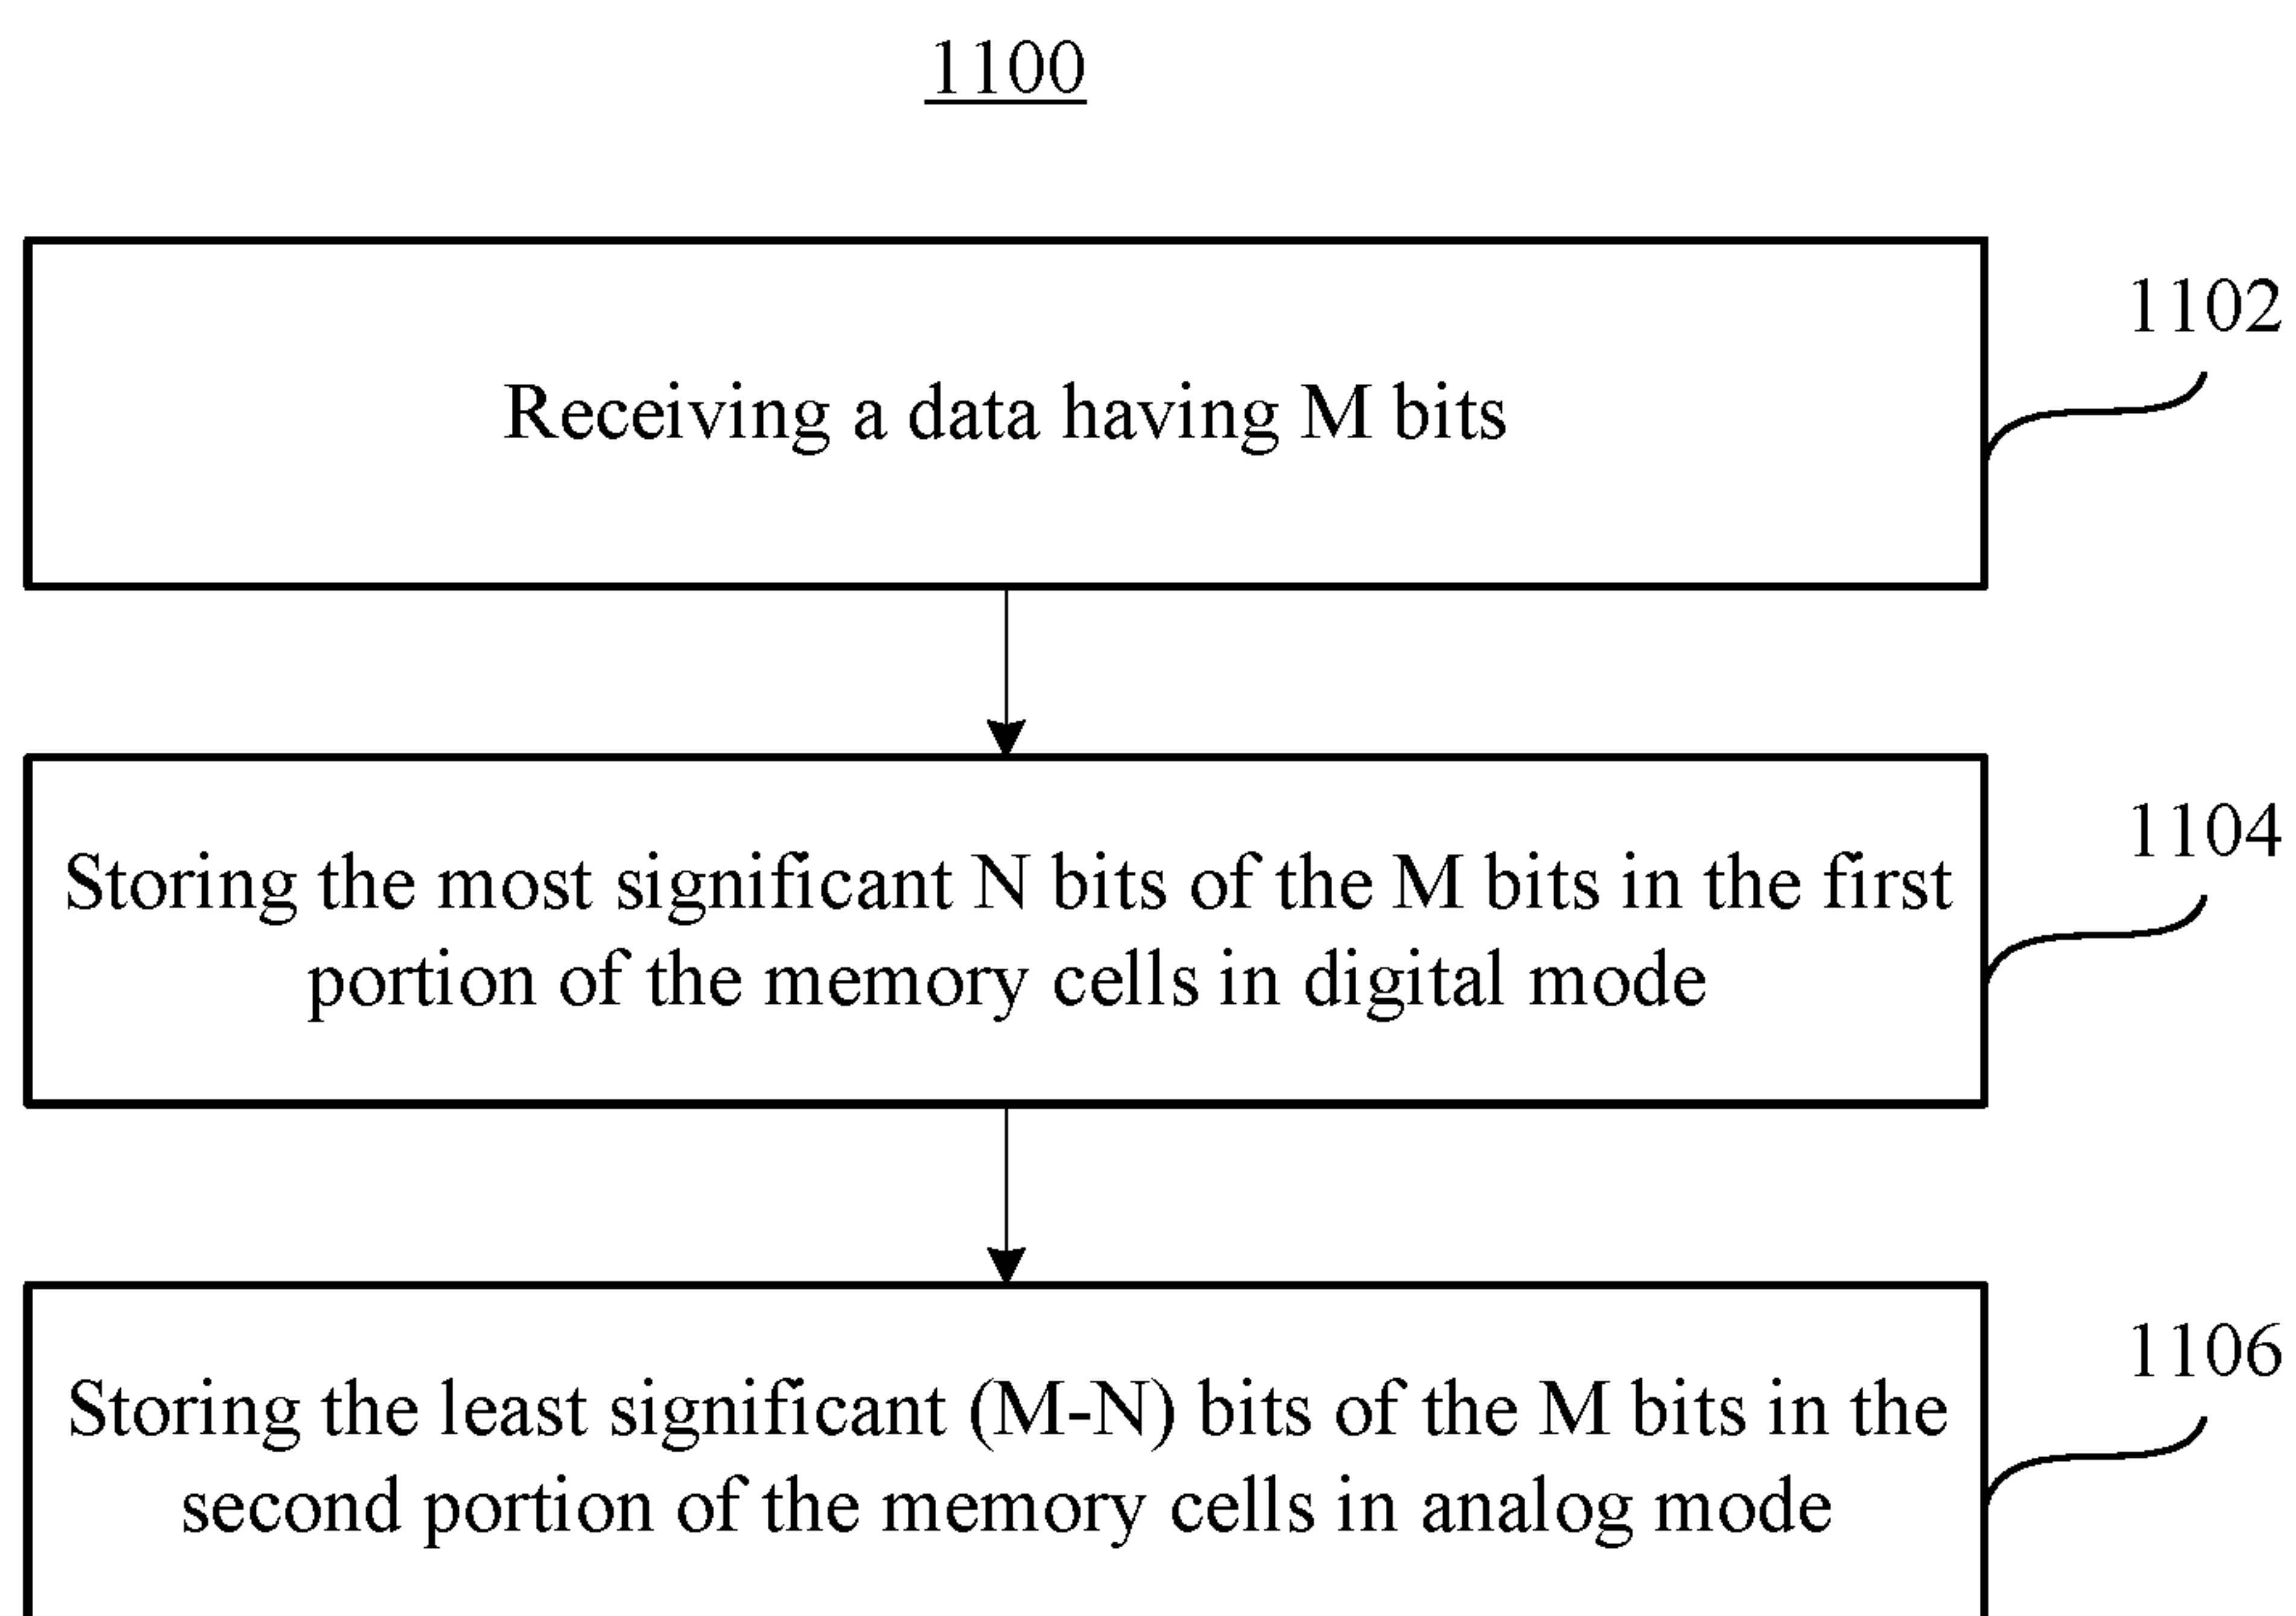 1100
Receiving a data having M bits
1102
Storing the most significant N bits of the M bits in the first
portion of the memory cells in digital mode
1104
Storing the least significant (M-N) bits of the M bits in the
second portion of the memory cells in analog mode
1106